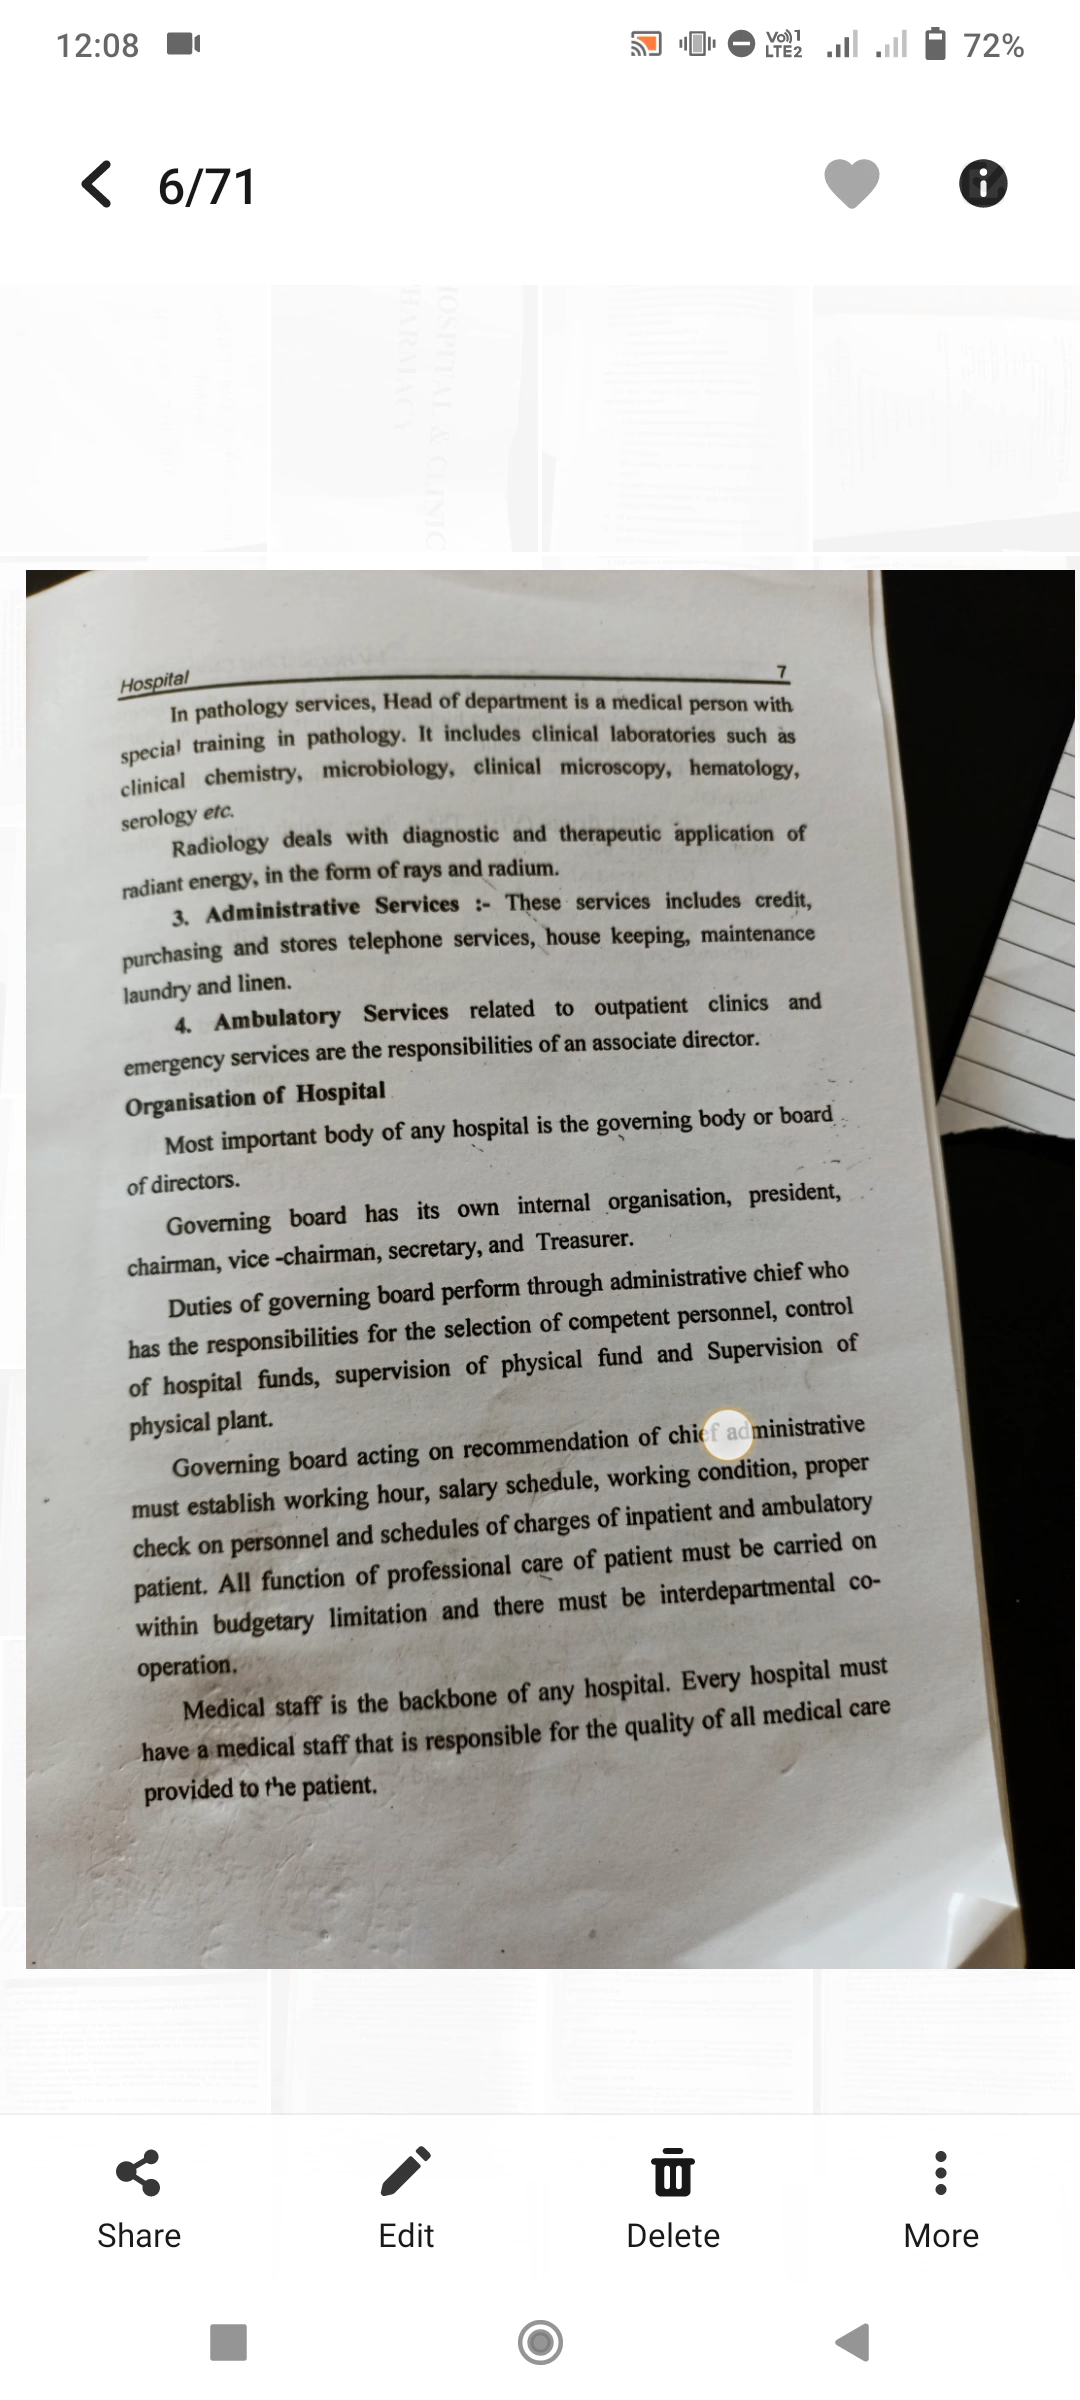 12:08
Vo) 1
LTE2
72%
6/71
HOSPITAL & CLINIC
PHARMACY
Hospital 7
In pathology services, Head of department is a medical person with
special training in pathology. It includes clinical laboratories such as
clinical chemistry, microbiology, clinical microscopy, hematology,
serology etc.
Radiology deals with diagnostic and therapeutic application of
radiant energy, in the form of rays and radium.
3. Administrative Services :- These services includes credit,
purchasing and stores telephone services, house keeping, maintenance
laundry and linen.
4. Ambulatory Services related to outpatient clinics and
emergency services are the responsibilities of an associate director.
Organisation of Hospital
Most important body of any hospital is the governing body or board
of directors.
Governing board has its own internal organisation, president,
chairman, vice -chairman, secretary, and Treasurer.
Duties of governing board perform through administrative chief who
has the responsibilities for the selection of competent personnel, control
of hospital funds, supervision of physical fund and Supervision of
physical plant.
Governing board acting on recommendation of chief administrative
must establish working hour, salary schedule, working condition, proper
check on personnel and schedules of charges of inpatient and ambulatory
patient. All function of professional care of patient must be carried on
within budgetary limitation and there must be interdepartmental co-
operation.
Medical staff is the backbone of any hospital. Every hospital must
have a medical staff that is responsible for the quality of all medical care
provided to the patient.
Share Edit Delete More